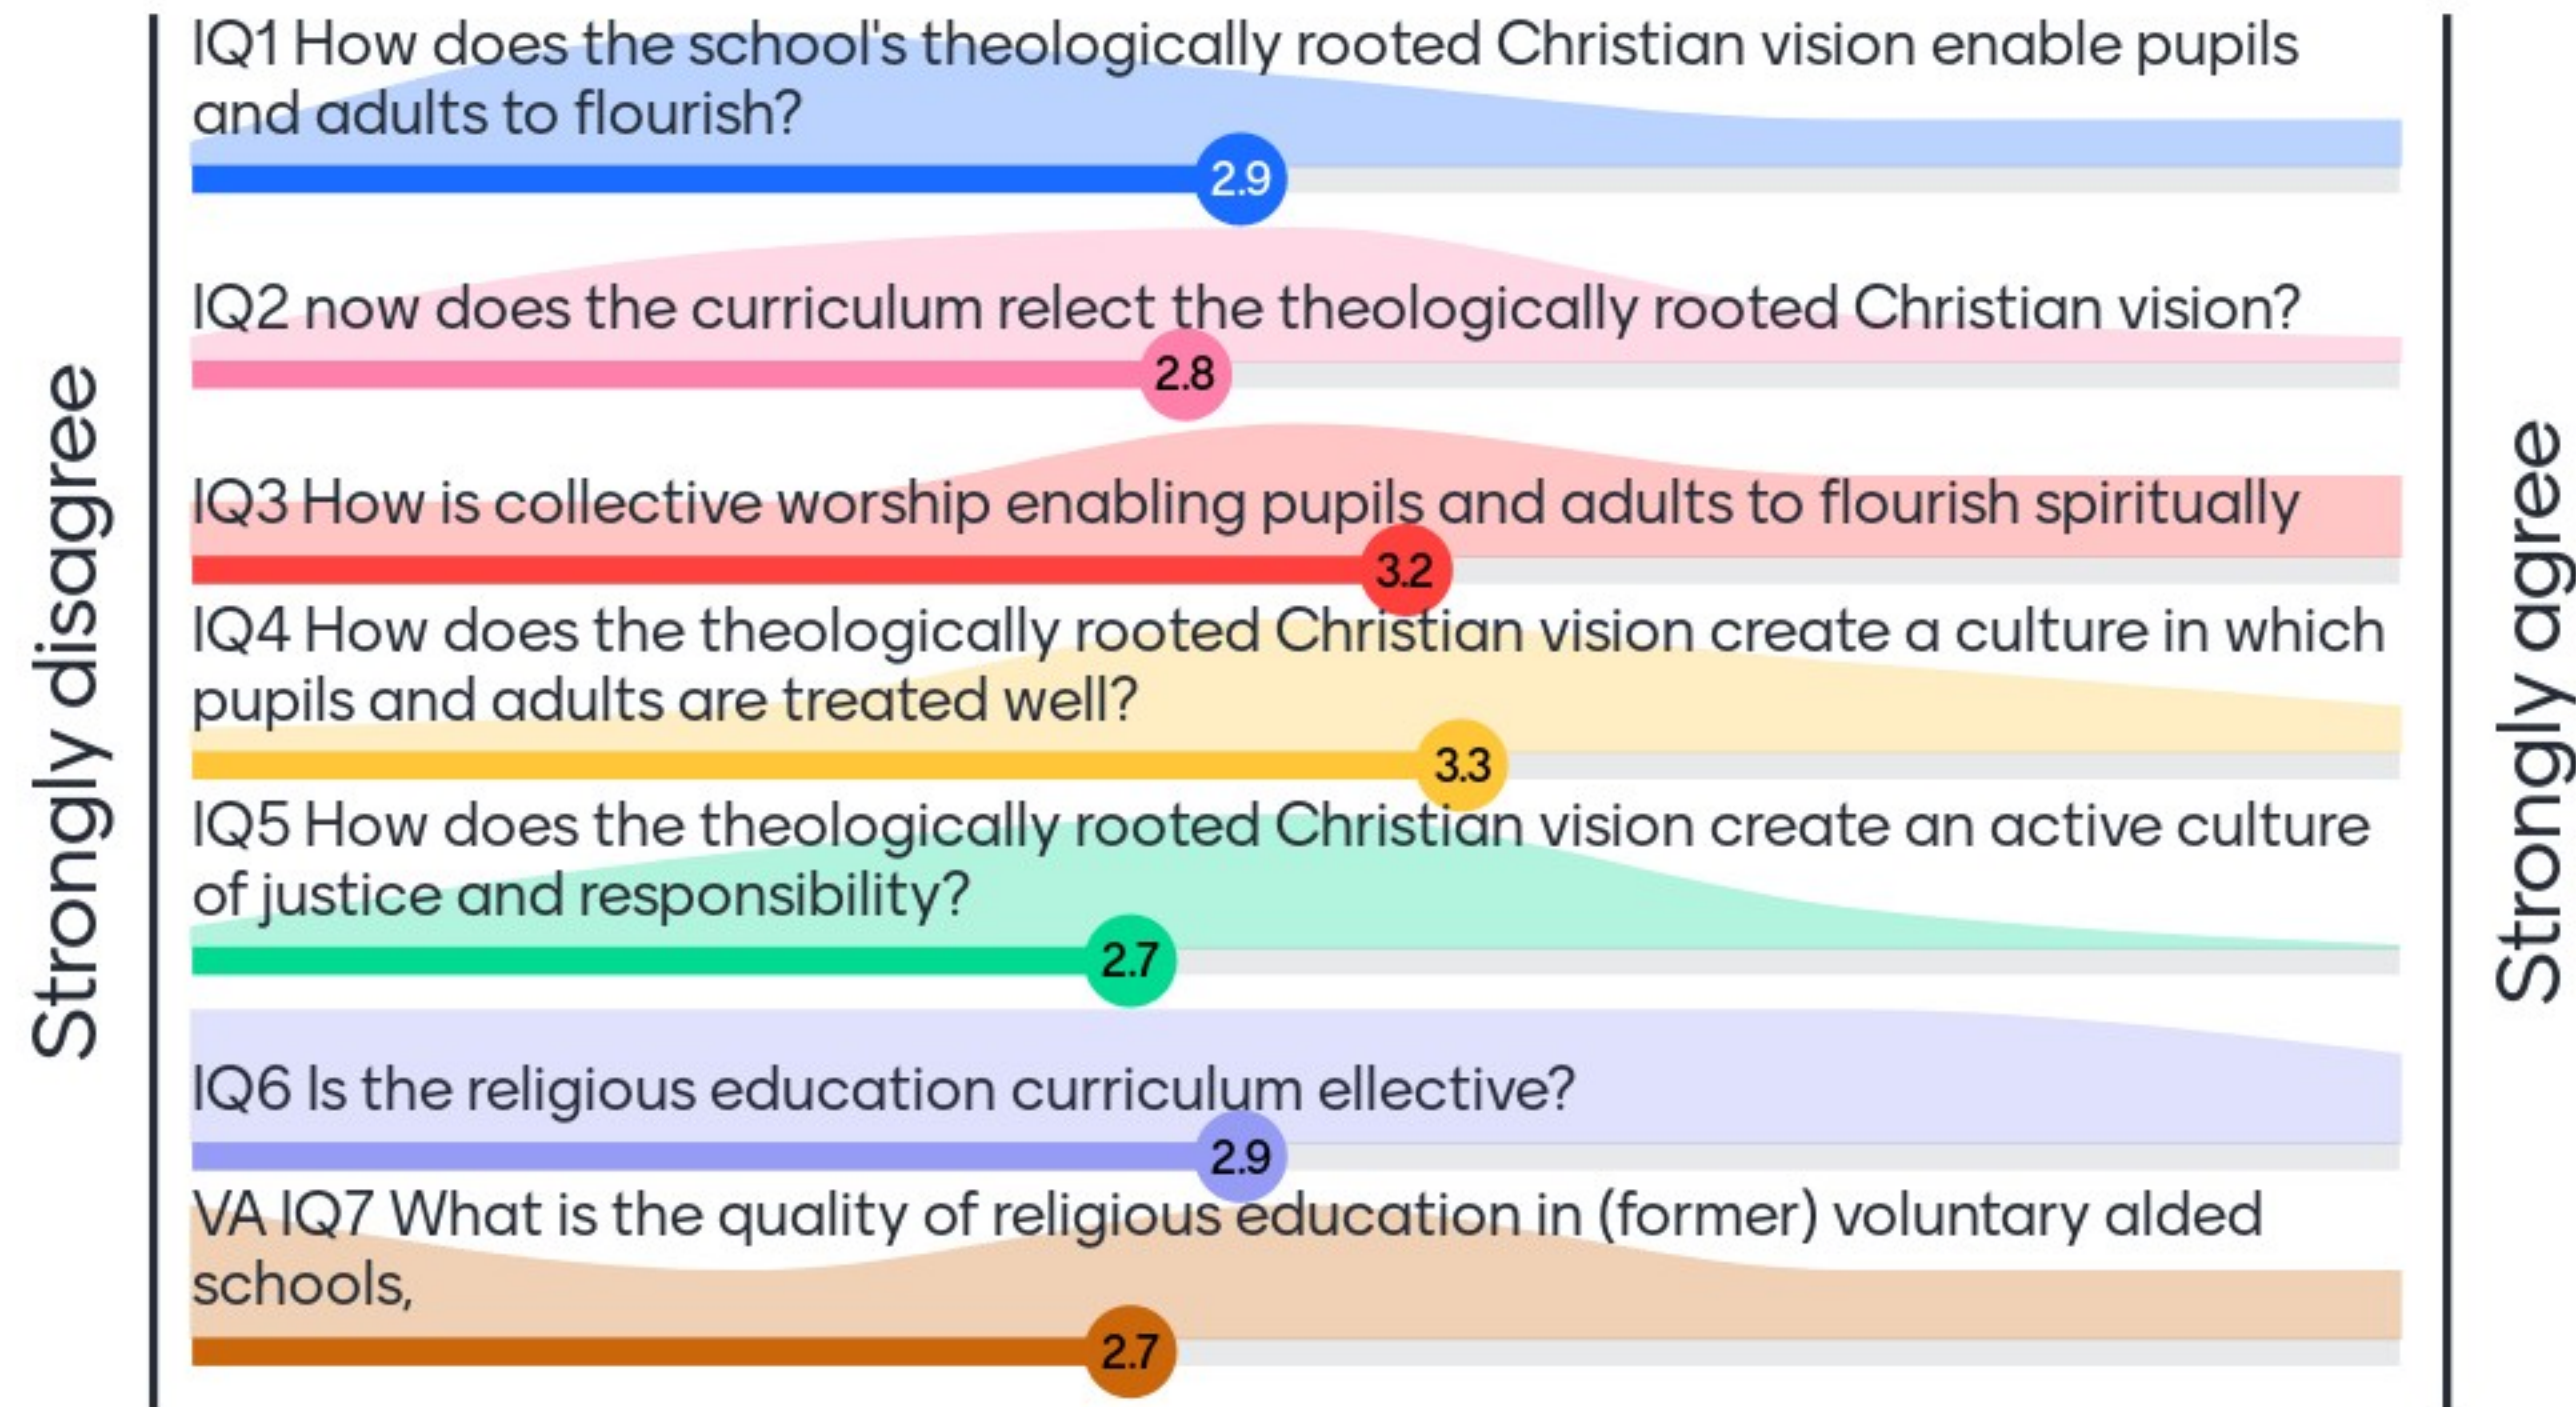 Strongly disagree
IQ1 How does the school's theologically rooted Christian vision enable pupils
and adults to flourish?
2.9
IQ2 now does the curriculum relect the theologically rooted Christian vision?
2.8
IQ3 How is collective worship enabling pupils and adults to flourish spiritually
3.2
IQ4 How does the theologically rooted Christian vision create a culture in which
pupils and adults are treated well?
3.3
IQ5 How does the theologically rooted Christian vision create an active culture
of justice and responsibility?
2.7
IQ6 Is the religious education curriculum ellective?
2.9
VA IQ7 What is the quality of religious education in (former) voluntary alded
schools,
2.7
Strongly agree